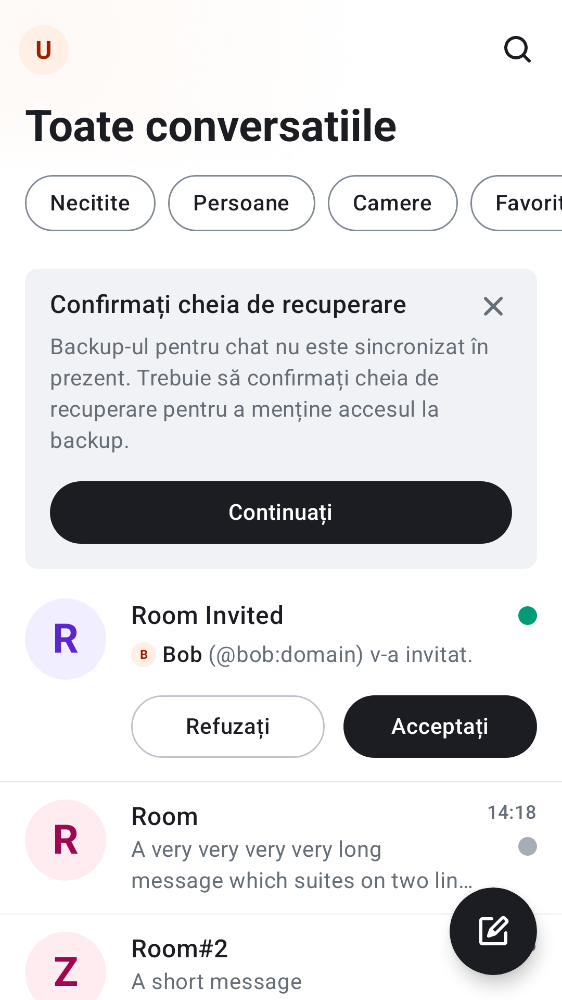 U
Toate conversatiile
Necitite Persoane Camere Favorit
Confirmați cheia de recuperare
Backup-ul pentru chat nu este sincronizat în
prezent. Trebuie să confirmați cheia de
recuperare pentru a menține accesul la
backup.
Continuați
R
Room Invited
B Bob (@bob:domain) v-a invitat.
Refuzați Acceptați
R
Room 14:18
A very very very very long
message which suites on two lin…
Z
Room#2
A short message